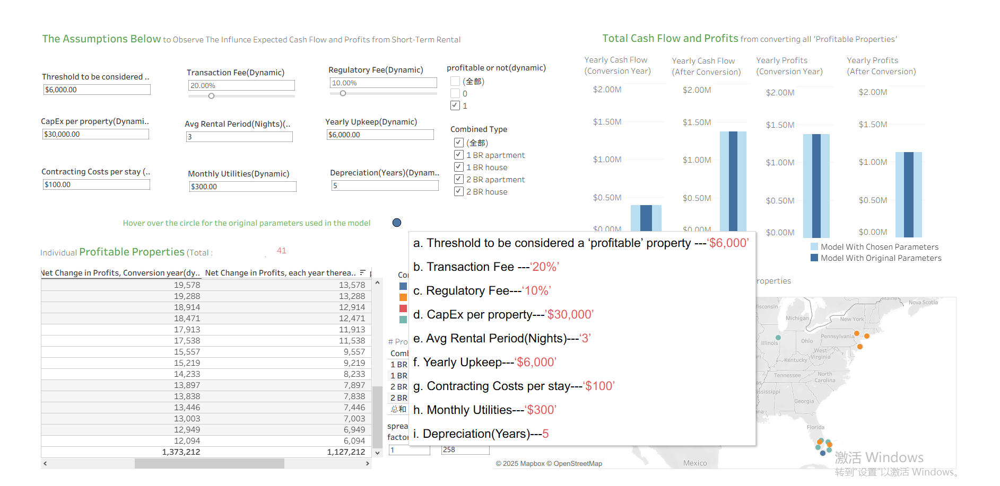 The Assumptions Below to Observe The Influnce Expected Cash Flow and Profits from Short-Term Rental
Threshold to be considered ..
$6,000.00
Transaction Fee(Dynamic)
20.00%
Regulatory Fee(Dynamic)
10.00%
profitable or not(dynamic)
(全部)
0
1
CapEx per property(Dynami..
$30,000.00
Avg Rental Period(Nights)(..
3
Yearly Upkeep(Dynamic)
$6,000.00
Combined Type
(全部)
1 BR apartment
1 BR house
2 BR apartment
2 BR house
Contracting Costs per stay (..
$100.00
Monthly Utilities(Dynamic)
$300.00
Depreciation(Years)(Dynam..
5
Total Cash Flow and Profits from converting all 'Profitable Properties'
Yearly Cash Flow
(Conversion Year)
$2.00M
$1.50M
$1.00M
$0.50M
$0.00M
Yearly Cash Flow
(After Conversion)
$2.00M
$1.50M
$1.00M
$0.50M
$0.00M
Yearly Profits
(Conversion Year)
$2.00M
$1.50M
$1.00M
$0.50M
$0.00M
Yearly Profits
(After Conversion)
$2.00M
$1.50M
$1.00M
$0.50M
$0.00M
Model With Chosen Parameters
Model With Original Parameters
Hover over the circle for the original parameters used in the model
a. Threshold to be considered a ‘profitable’ property ---‘$6,000’
b. Transaction Fee ---‘20%’
c. Regulatory Fee---‘10%’
d. CapEx per property---’$30,000’
e. Avg Rental Period(Nights)---‘3’
f. Yearly Upkeep---‘$6,000’
g. Contracting Costs per stay---‘$100’
h. Monthly Utilities---‘$300’
i. Depreciation(Years)---5
Individual Profitable Properties (Total :
41
Net Change in Profits, Conversion year(dy.. Net Change in Profits, each year therea..
19,578 13,578
19,288 13,288
18,914 12,914
18,471 12,471
17,913 11,913
17,538 11,538
15,557 9,557
15,219 9,219
14,233 8,233
13,897 7,897
13,838 7,838
13,446 7,446
13,003 7,003
12,949 6,949
12,094 6,094
1,373,212 1,127,212
# Pro
1 BR
1 BR
2 BR
2 BR
总和
sprea
factor
1
258
roperties
Maine
Nova Scotia
Michigan
New York
Illinois
Ohio
Pennsylvania
West
Virginia
Kentucky
Tennessee
North
Carolina
Georgia
Florida
Mexico
© 2025 Mapbox © OpenStreetMap
激活 Windows
转到"设置"以激活 Windows。